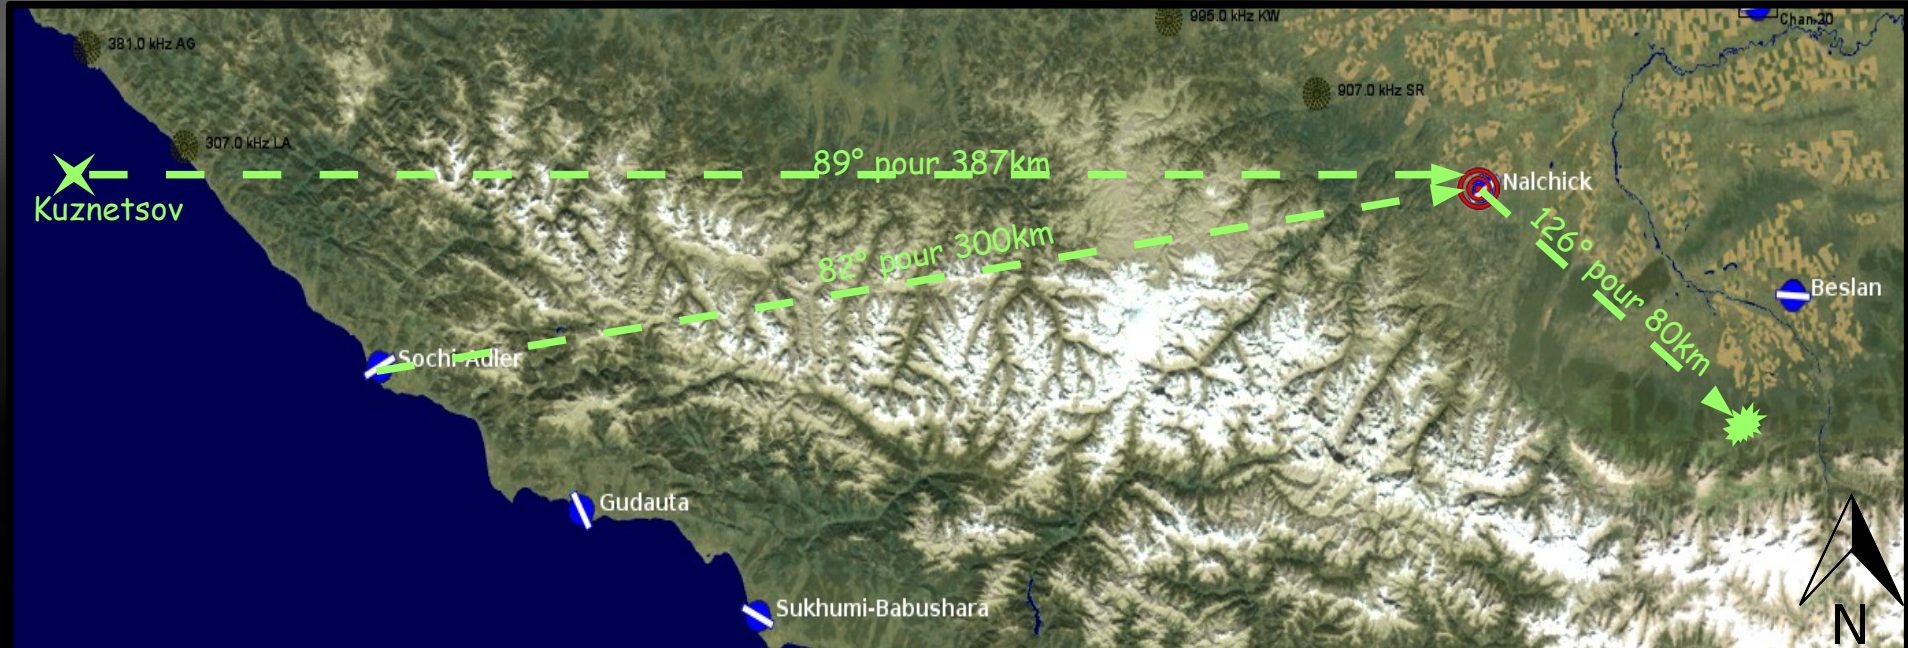 995.0 kHz KW
Chan 20
381.0 kHz AG
907.0 kHz SR
307.0 kHz LA
89° pour 387km
Nalchick
Kuznetsov
82° pour 300km
126° pour 80km
Beslan
Sochi-Adler
Gudauta
Sukhumi-Babushara
N